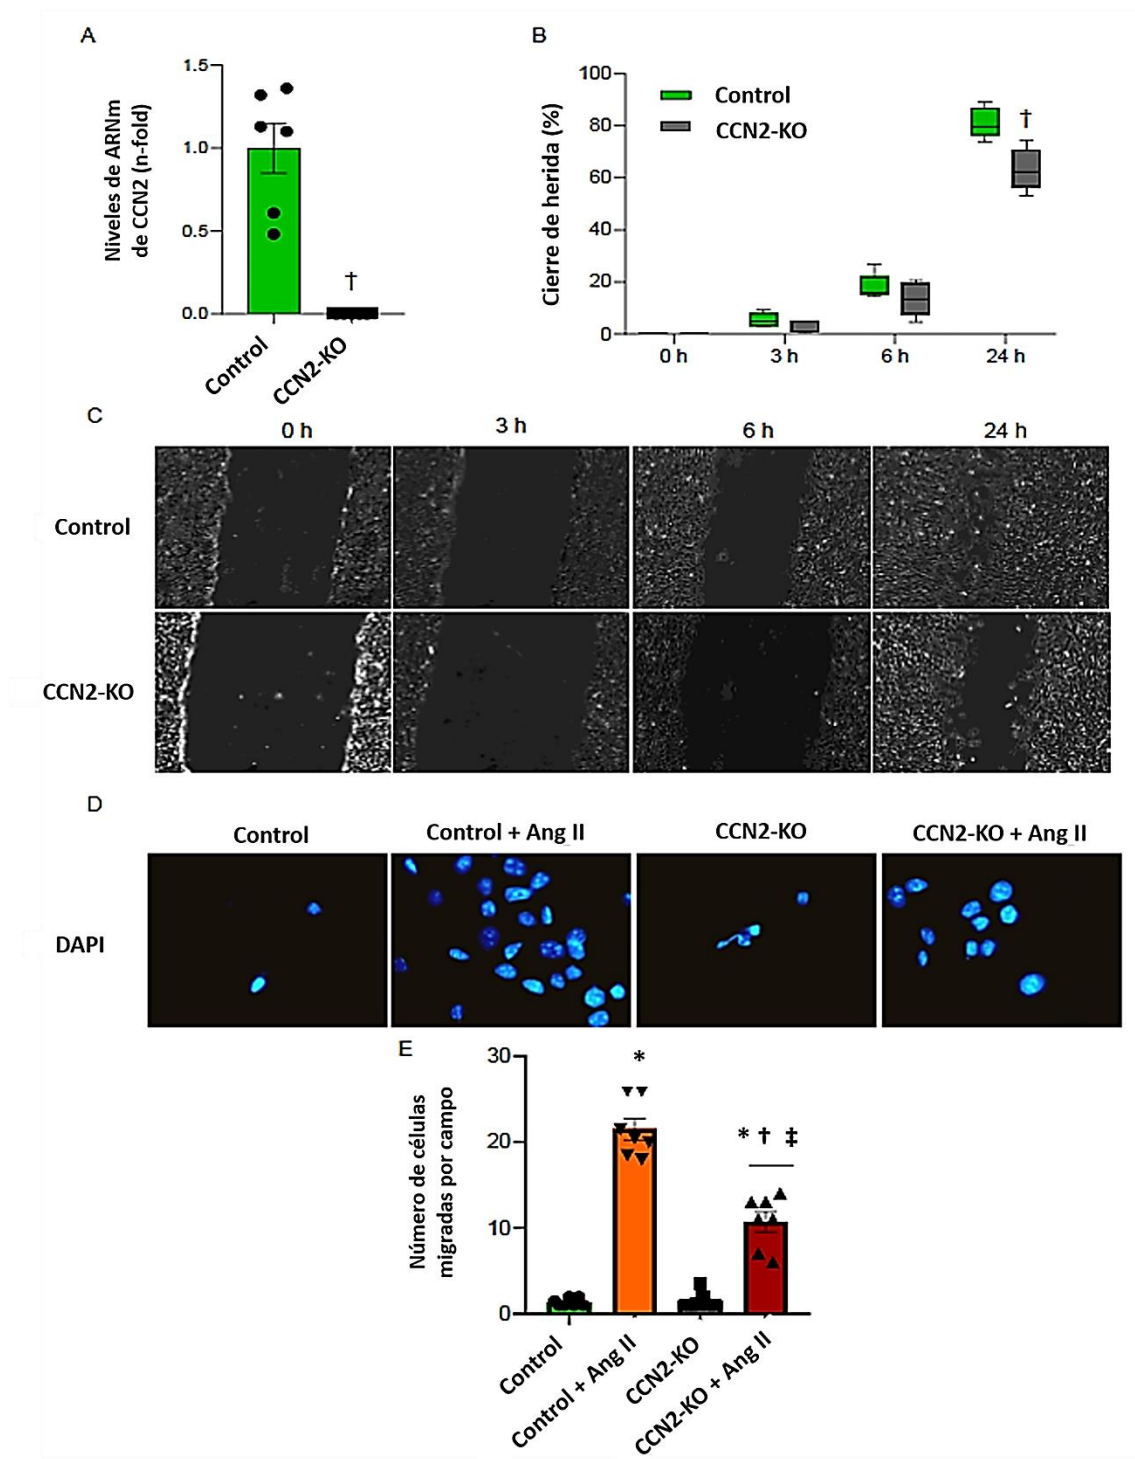 A
B
1.5
1.0
0.5
0.0
Niveles de ARNm
de CCN2 (n-fold)
†
Control
CCN2-KO
100
80
60
40
20
0
Cierre de herida (%)
Control
CCN2-KO
†
0 h
3 h
6 h
24 h
C
0 h
3 h
6 h
24 h
Control
CCN2-KO
D
Control
Control + Ang II
CCN2-KO
CCN2-KO + Ang II
DAPI
E
30
20
10
0
Número de células
migradas por campo
*
* † ‡
Control
Control + Ang II
CCN2-KO
CCN2-KO + Ang II